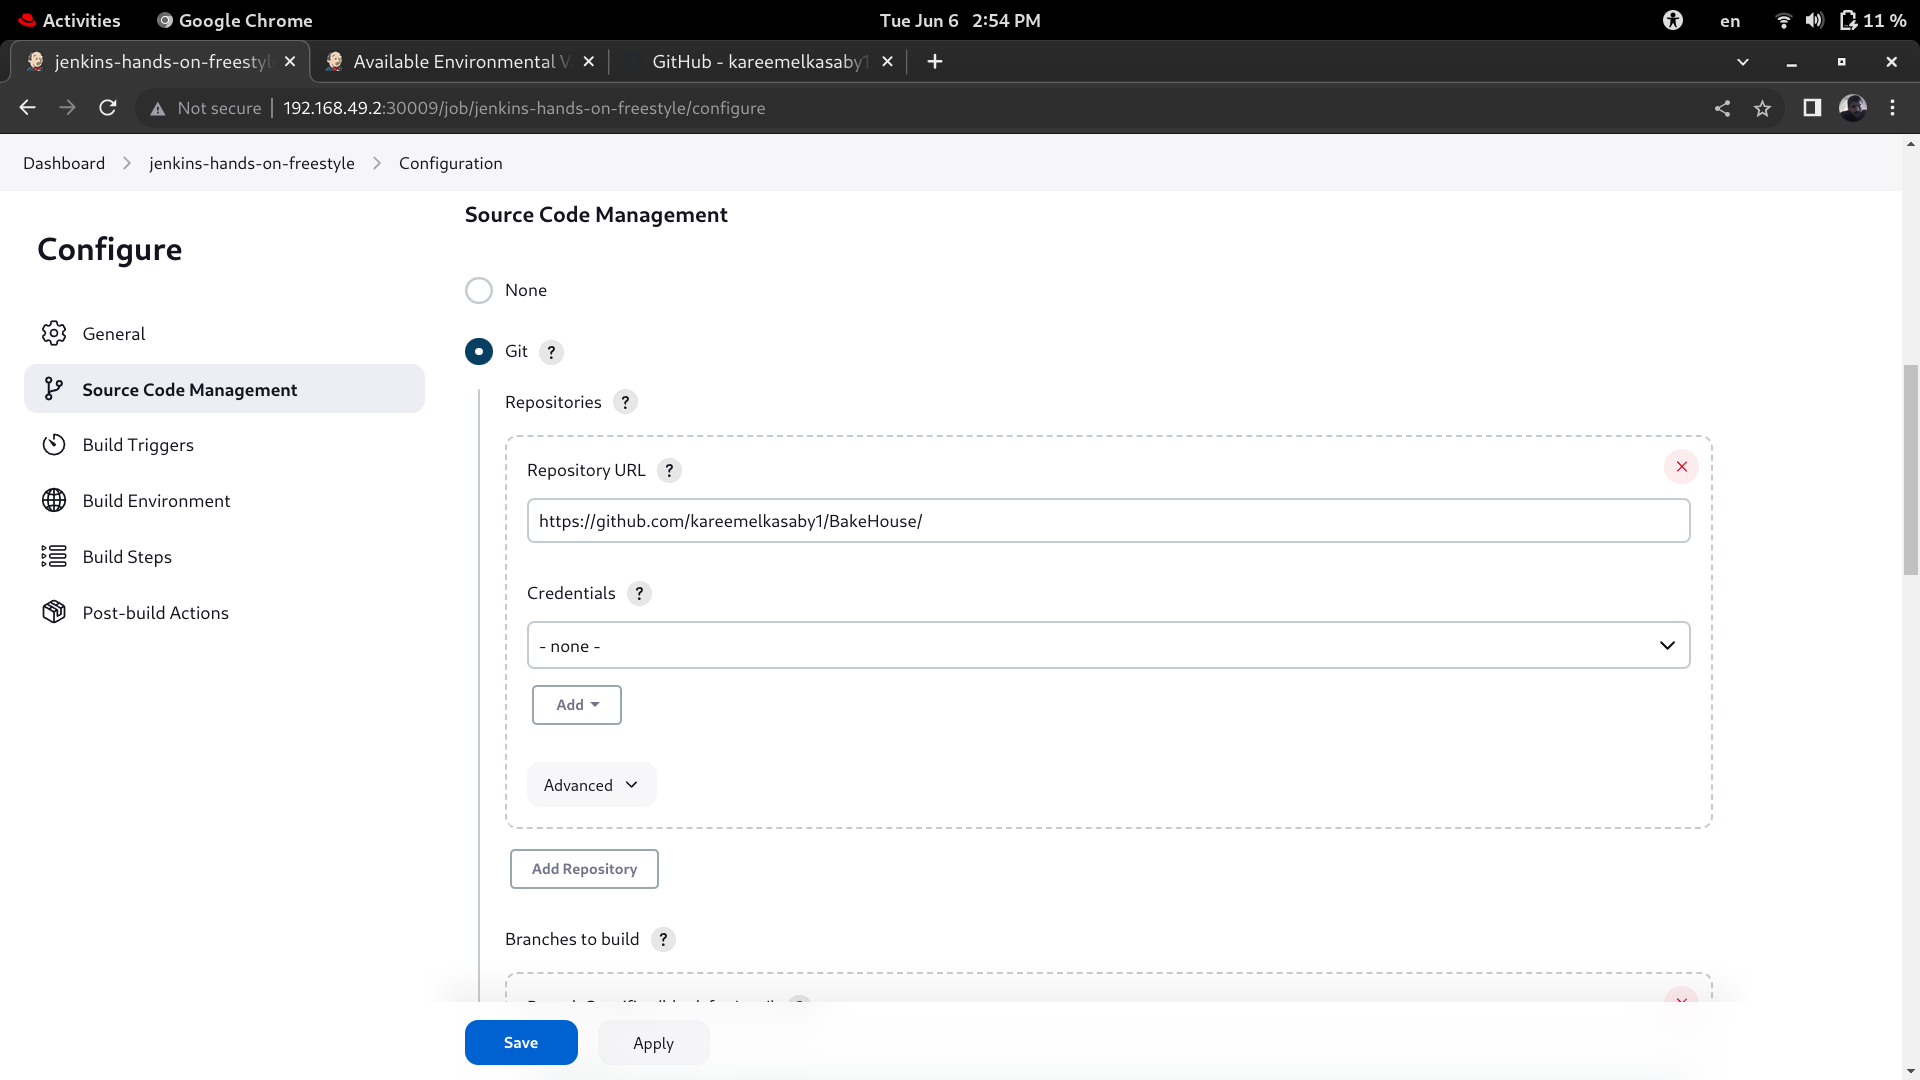 Activities
Google Chrome
Tue Jun 6 2:54 PM
en
11 %
jenkins-hands-on-freestyl
Available Environmental V
GitHub - kareemelkasaby1
Not secure
192.168.49.2:30009/job/jenkins-hands-on-freestyle/configure
Dashboard
jenkins-hands-on-freestyle
Configuration
Configure
General
Source Code Management
Build Triggers
Build Environment
Build Steps
Post-build Actions
Source Code Management
None
Git ?
Repositories ?
Repository URL ?
https://github.com/kareemelkasaby1/BakeHouse/
Credentials ?
- none -
Add
Advanced
Add Repository
Branches to build ?
Save
Apply